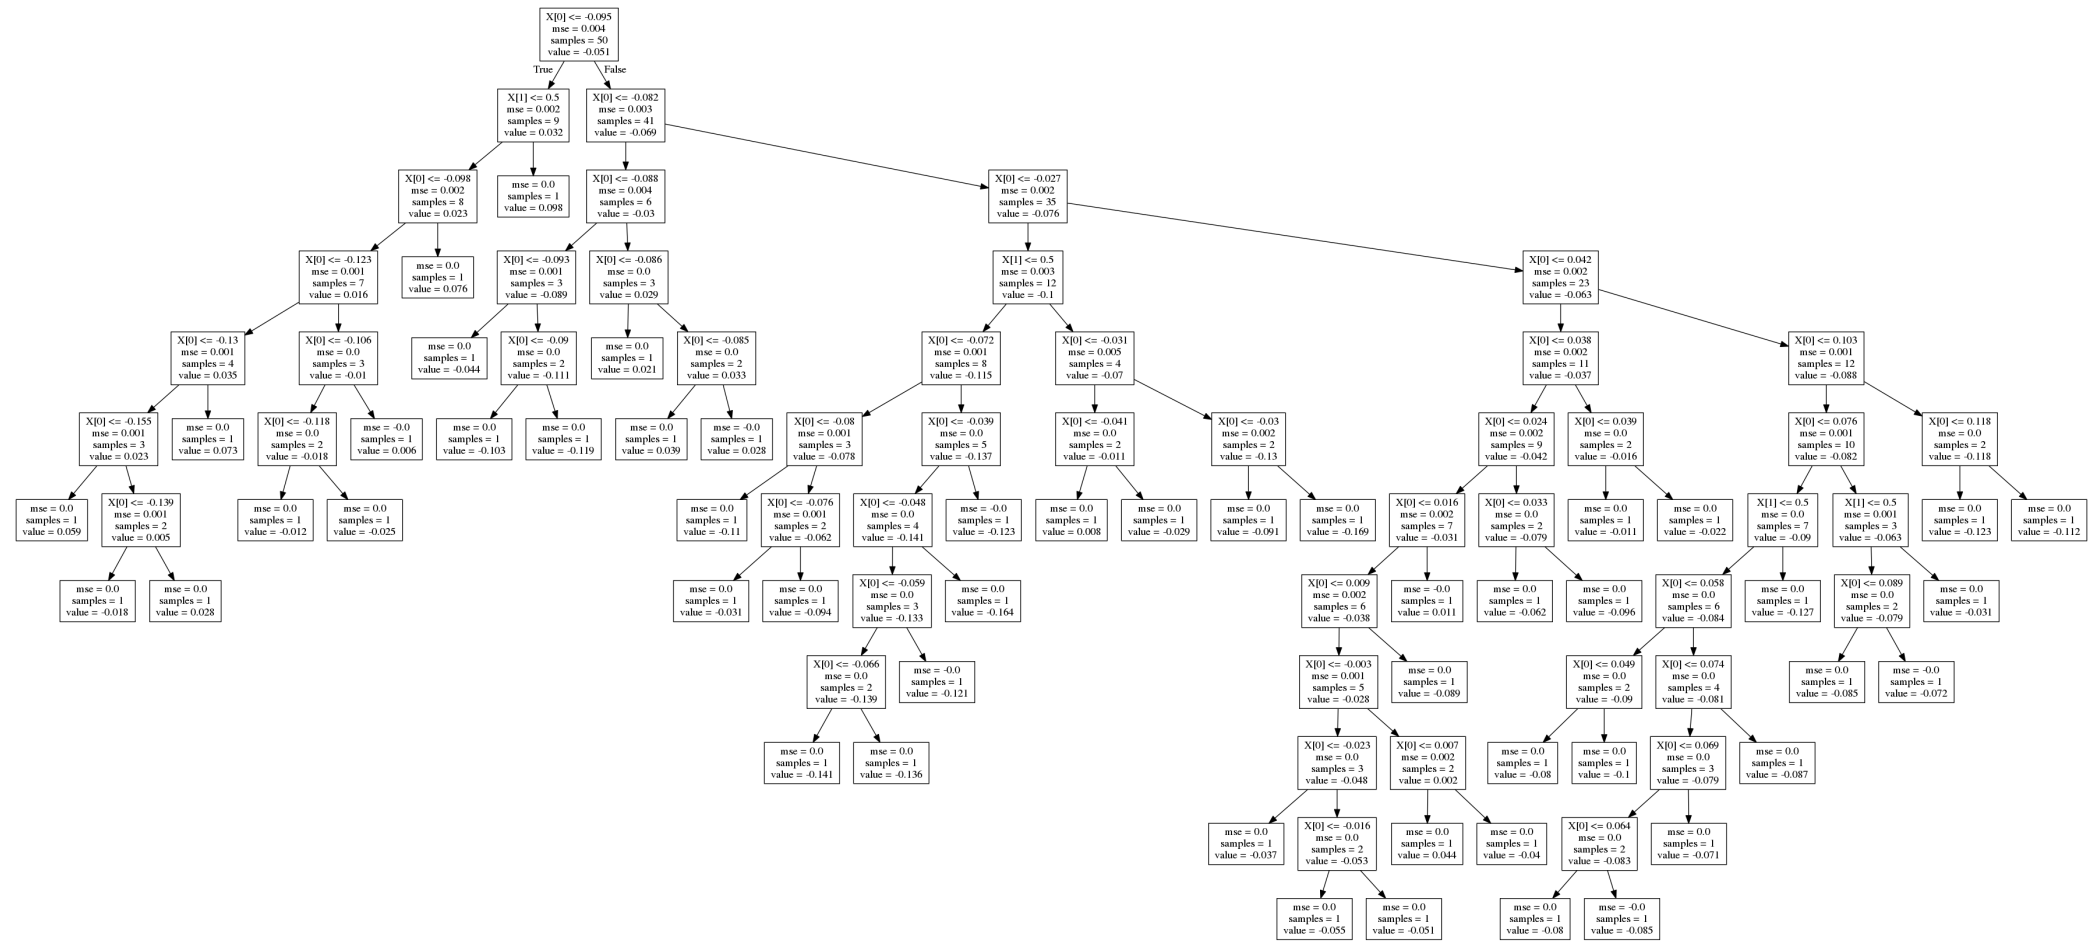 X[0] <= -0.095
mse = 0.004
samples = 50
value = -0.051
True
False
X[1] <= 0.5
mse = 0.002
samples = 9
value = 0.032
X[0] <= -0.082
mse = 0.003
samples = 41
value = -0.069
X[0] <= -0.098
mse = 0.002
samples = 8
value = 0.023
mse = 0.0
samples = 1
value = 0.098
X[0] <= -0.088
mse = 0.004
samples = 6
value = -0.03
X[0] <= -0.027
mse = 0.002
samples = 35
value = -0.076
X[0] <= -0.123
mse = 0.001
samples = 7
value = 0.016
mse = 0.0
samples = 1
value = 0.076
X[0] <= -0.093
mse = 0.001
samples = 3
value = -0.089
X[0] <= -0.086
mse = 0.0
samples = 3
value = 0.029
X[1] <= 0.5
mse = 0.003
samples = 12
value = -0.1
X[0] <= 0.042
mse = 0.002
samples = 23
value = -0.063
X[0] <= -0.13
mse = 0.001
samples = 4
value = 0.035
X[0] <= -0.106
mse = 0.0
samples = 3
value = -0.01
mse = 0.0
samples = 1
value = -0.044
X[0] <= -0.09
mse = 0.0
samples = 2
value = -0.111
mse = 0.0
samples = 1
value = 0.021
X[0] <= -0.085
mse = 0.0
samples = 2
value = 0.033
X[0] <= -0.072
mse = 0.001
samples = 8
value = -0.115
X[0] <= -0.031
mse = 0.005
samples = 4
value = -0.07
X[0] <= 0.038
mse = 0.002
samples = 11
value = -0.037
X[0] <= 0.103
mse = 0.001
samples = 12
value = -0.088
X[0] <= -0.155
mse = 0.001
samples = 3
value = 0.023
mse = 0.0
samples = 1
value = 0.073
X[0] <= -0.118
mse = 0.0
samples = 2
value = -0.018
mse = -0.0
samples = 1
value = 0.006
mse = 0.0
samples = 1
value = -0.103
mse = 0.0
samples = 1
value = -0.119
mse = 0.0
samples = 1
value = 0.039
mse = -0.0
samples = 1
value = 0.028
X[0] <= -0.08
mse = 0.001
samples = 3
value = -0.078
X[0] <= -0.039
mse = 0.0
samples = 5
value = -0.137
X[0] <= -0.041
mse = 0.0
samples = 2
value = -0.011
X[0] <= -0.03
mse = 0.002
samples = 2
value = -0.13
X[0] <= 0.024
mse = 0.002
samples = 9
value = -0.042
X[0] <= 0.039
mse = 0.0
samples = 2
value = -0.016
X[0] <= 0.076
mse = 0.001
samples = 10
value = -0.082
X[0] <= 0.118
mse = 0.0
samples = 2
value = -0.118
mse = 0.0
samples = 1
value = 0.059
X[0] <= -0.139
mse = 0.001
samples = 2
value = 0.005
mse = 0.0
samples = 1
value = -0.012
mse = 0.0
samples = 1
value = -0.025
mse = 0.0
samples = 1
value = -0.11
X[0] <= -0.076
mse = 0.001
samples = 2
value = -0.062
X[0] <= -0.048
mse = 0.0
samples = 4
value = -0.141
mse = -0.0
samples = 1
value = -0.123
mse = 0.0
samples = 1
value = 0.008
mse = 0.0
samples = 1
value = -0.029
mse = 0.0
samples = 1
value = -0.091
mse = 0.0
samples = 1
value = -0.169
X[0] <= 0.016
mse = 0.002
samples = 7
value = -0.031
X[0] <= 0.033
mse = 0.0
samples = 2
value = -0.079
mse = 0.0
samples = 1
value = -0.011
mse = 0.0
samples = 1
value = -0.022
X[1] <= 0.5
mse = 0.0
samples = 7
value = -0.09
X[1] <= 0.5
mse = 0.001
samples = 3
value = -0.063
mse = 0.0
samples = 1
value = -0.123
mse = 0.0
samples = 1
value = -0.112
mse = 0.0
samples = 1
value = -0.018
mse = 0.0
samples = 1
value = 0.028
mse = 0.0
samples = 1
value = -0.031
mse = 0.0
samples = 1
value = -0.094
X[0] <= -0.059
mse = 0.0
samples = 3
value = -0.133
mse = 0.0
samples = 1
value = -0.164
X[0] <= 0.009
mse = 0.002
samples = 6
value = -0.038
mse = -0.0
samples = 1
value = 0.011
mse = 0.0
samples = 1
value = -0.062
mse = 0.0
samples = 1
value = -0.096
X[0] <= 0.058
mse = 0.0
samples = 6
value = -0.084
mse = 0.0
samples = 1
value = -0.127
X[0] <= 0.089
mse = 0.0
samples = 2
value = -0.079
mse = 0.0
samples = 1
value = -0.031
X[0] <= -0.066
mse = 0.0
samples = 2
value = -0.139
mse = -0.0
samples = 1
value = -0.121
X[0] <= -0.003
mse = 0.001
samples = 5
value = -0.028
mse = 0.0
samples = 1
value = -0.089
X[0] <= 0.049
mse = 0.0
samples = 2
value = -0.09
X[0] <= 0.074
mse = 0.0
samples = 4
value = -0.081
mse = 0.0
samples = 1
value = -0.085
mse = -0.0
samples = 1
value = -0.072
mse = 0.0
samples = 1
value = -0.141
mse = 0.0
samples = 1
value = -0.136
X[0] <= -0.023
mse = 0.0
samples = 3
value = -0.048
X[0] <= 0.007
mse = 0.002
samples = 2
value = 0.002
mse = 0.0
samples = 1
value = -0.08
mse = 0.0
samples = 1
value = -0.1
X[0] <= 0.069
mse = 0.0
samples = 3
value = -0.079
mse = 0.0
samples = 1
value = -0.087
mse = 0.0
samples = 1
value = -0.037
X[0] <= -0.016
mse = 0.0
samples = 2
value = -0.053
mse = 0.0
samples = 1
value = 0.044
mse = 0.0
samples = 1
value = -0.04
X[0] <= 0.064
mse = 0.0
samples = 2
value = -0.083
mse = 0.0
samples = 1
value = -0.071
mse = 0.0
samples = 1
value = -0.055
mse = 0.0
samples = 1
value = -0.051
mse = 0.0
samples = 1
value = -0.08
mse = -0.0
samples = 1
value = -0.085